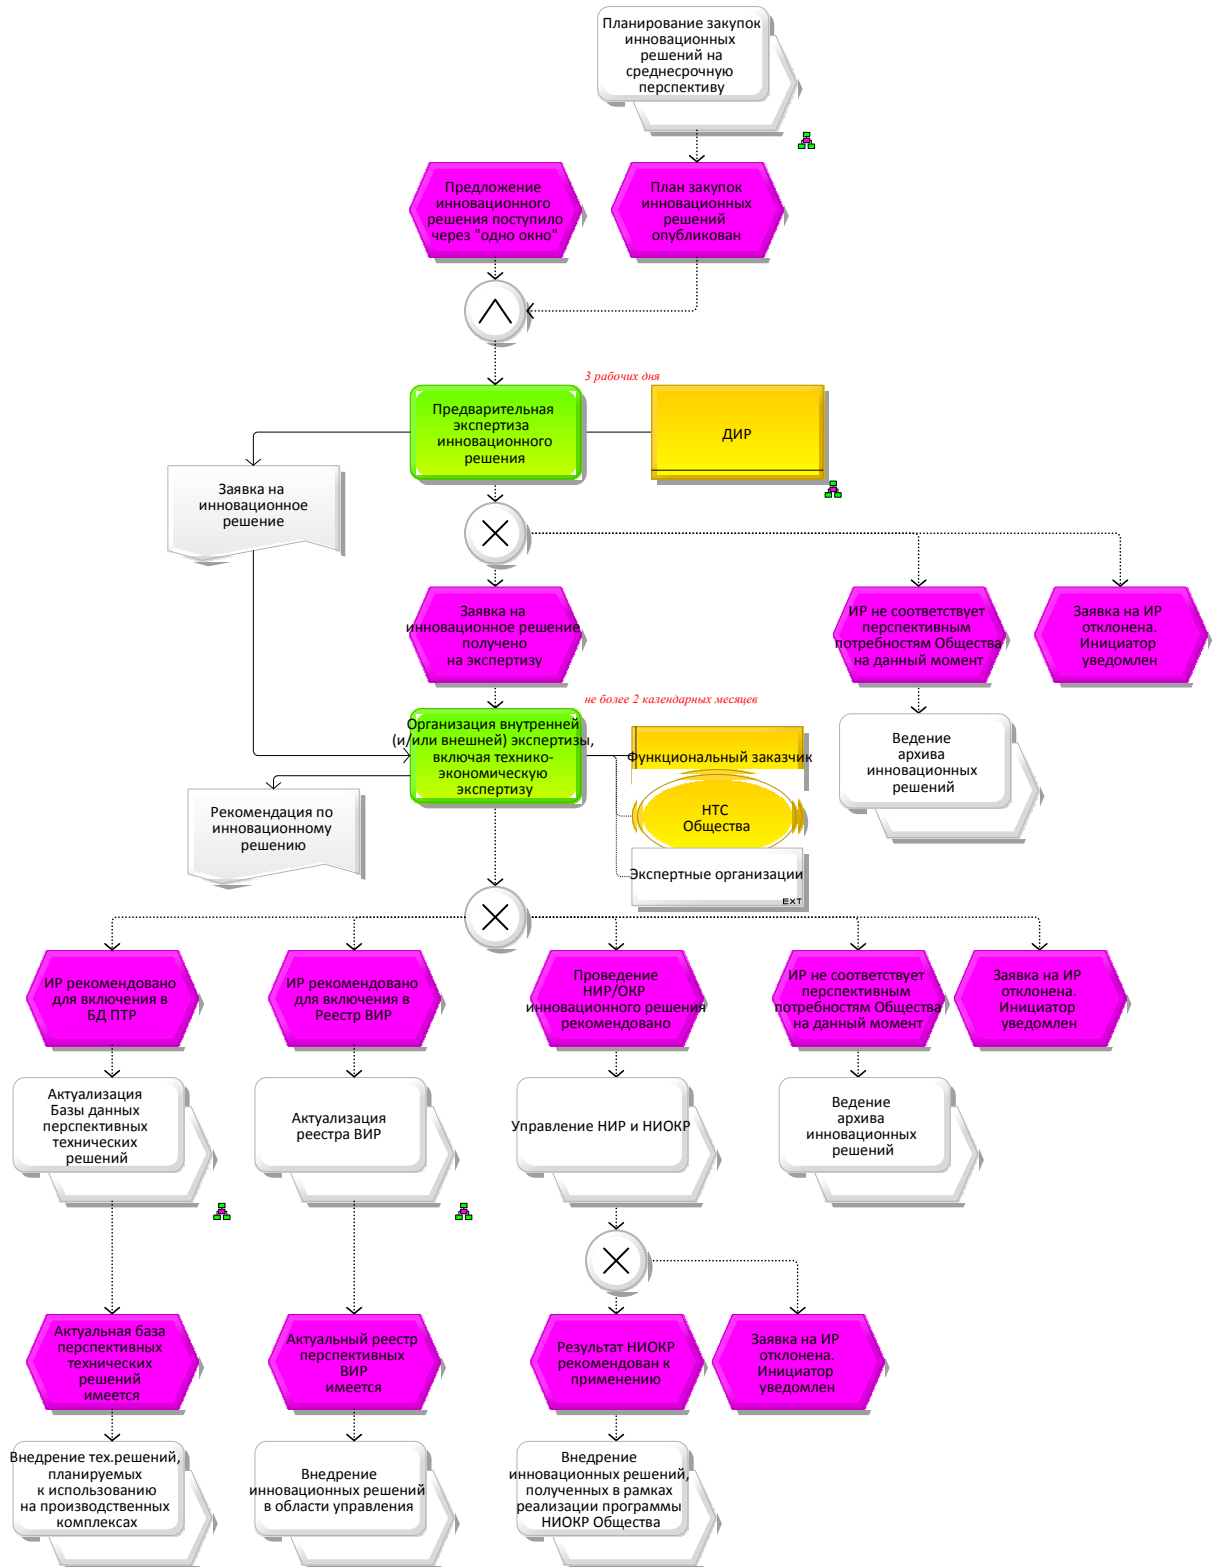 Планирование закупок
инновационных
решений на
среднесрочную
перспективу
Предложение
инновационного
решения поступило
через "одно окно"
План закупок
инновационных
решений
опубликован
3 рабочих дня
Предварительная
экспертиза
инновационного
решения
ДИР
Заявка на
инновационное
решение
Заявка на
инновационное решение
получено
на экспертизу
ИР не соответствует
перспективным
потребностям Общества
на данный момент
Заявка на ИР
отклонена.
Инициатор
уведомлен
не более 2 календарных месяцев
Организация внутренней
(и/или внешней) экспертизы,
включая технико-
экономическую
экспертизу
Функциональный заказчик
НТС
Общества
Экспертные организации
EXT
Ведение
архива
инновационных
решений
Рекомендация по
инновационному
решению
ИР рекомендовано
для включения в
БД ПТР
ИР рекомендовано
для включения в
Реестр ВИР
Проведение
НИР/ОКР
инновационного решения
рекомендовано
ИР не соответствует
перспективным
потребностям Общества
на данный момент
Заявка на ИР
отклонена.
Инициатор
уведомлен
Актуализация
Базы данных
перспективных
технических
решений
Актуализация
реестра ВИР
Управление НИР и НИОКР
Ведение
архива
инновационных
решений
Актуальная база
перспективных
технических
решений
имеется
Актуальный реестр
перспективных
ВИР
имеется
Результат НИОКР
рекомендован к
применению
Заявка на ИР
отклонена.
Инициатор
уведомлен
Внедрение тех.решений,
планируемых
к использованию
на производственных
комплексах
Внедрение
инновационных решений
в области управления
Внедрение
инновационных решений,
полученных в рамках
реализации программы
НИОКР Общества